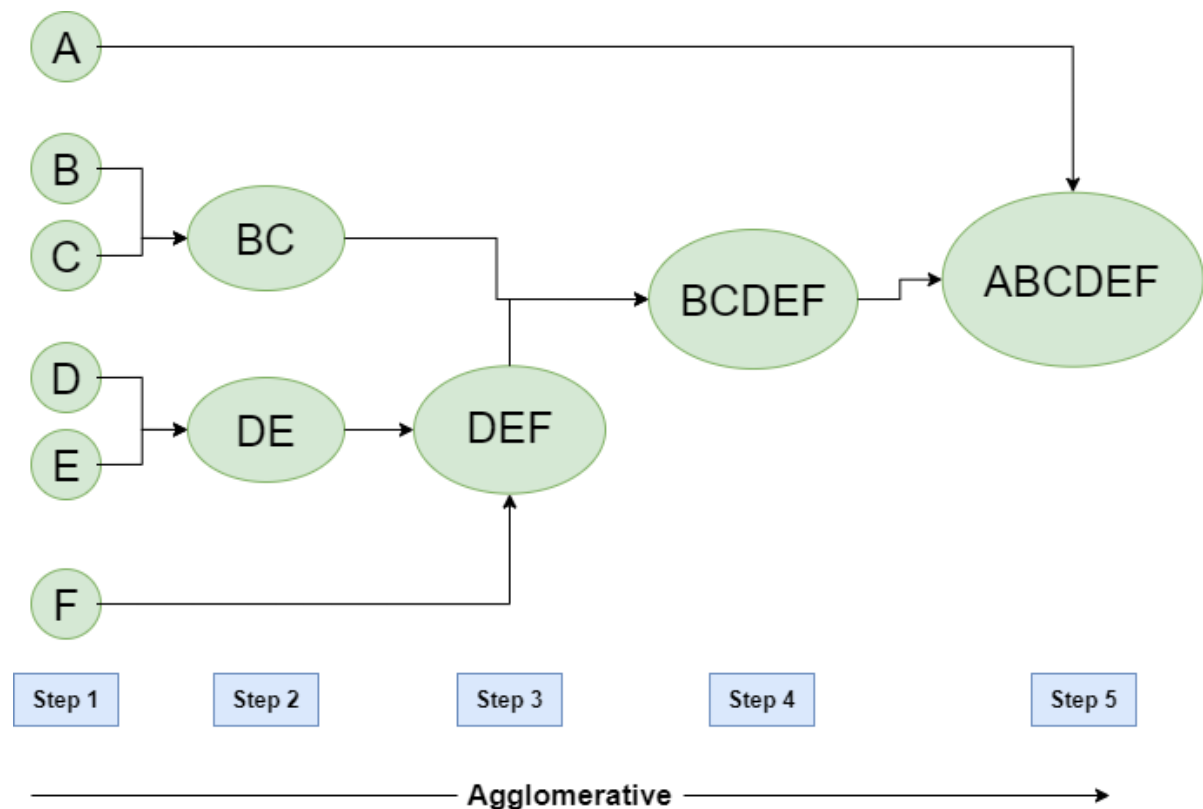 A
B
C
BC
BCDEF
ABCDEF
D
E
DE
DEF
F
Step 1
Step 2
Step 3
Step 4
Step 5
Agglomerative